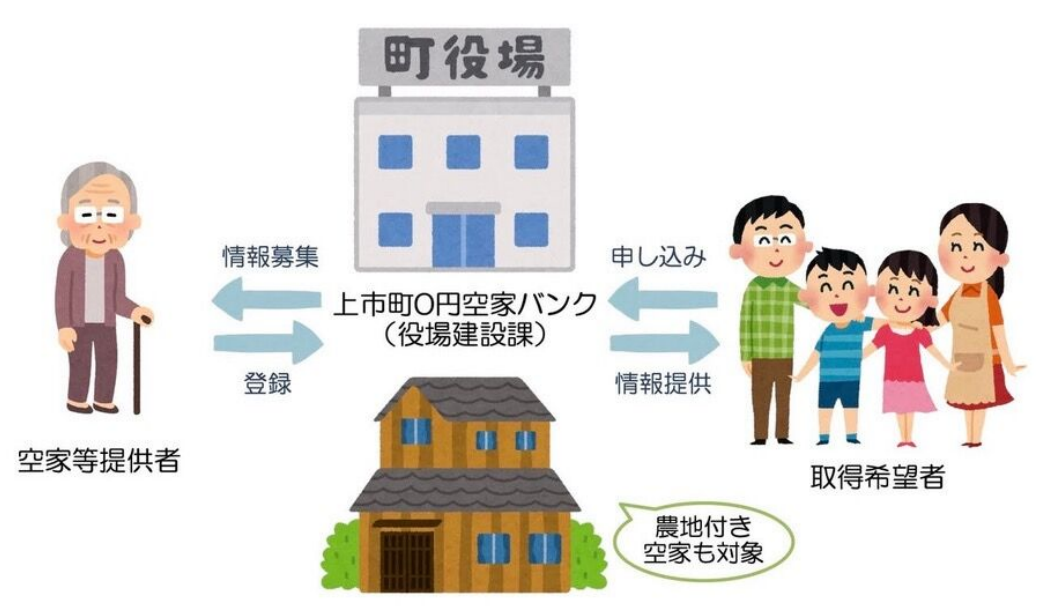 町役場
情報募集
申し込み
上市町0円空家バンク
（役場建設課）
登録
情報提供
空家等提供者
取得希望者
農地付き
空家も対象